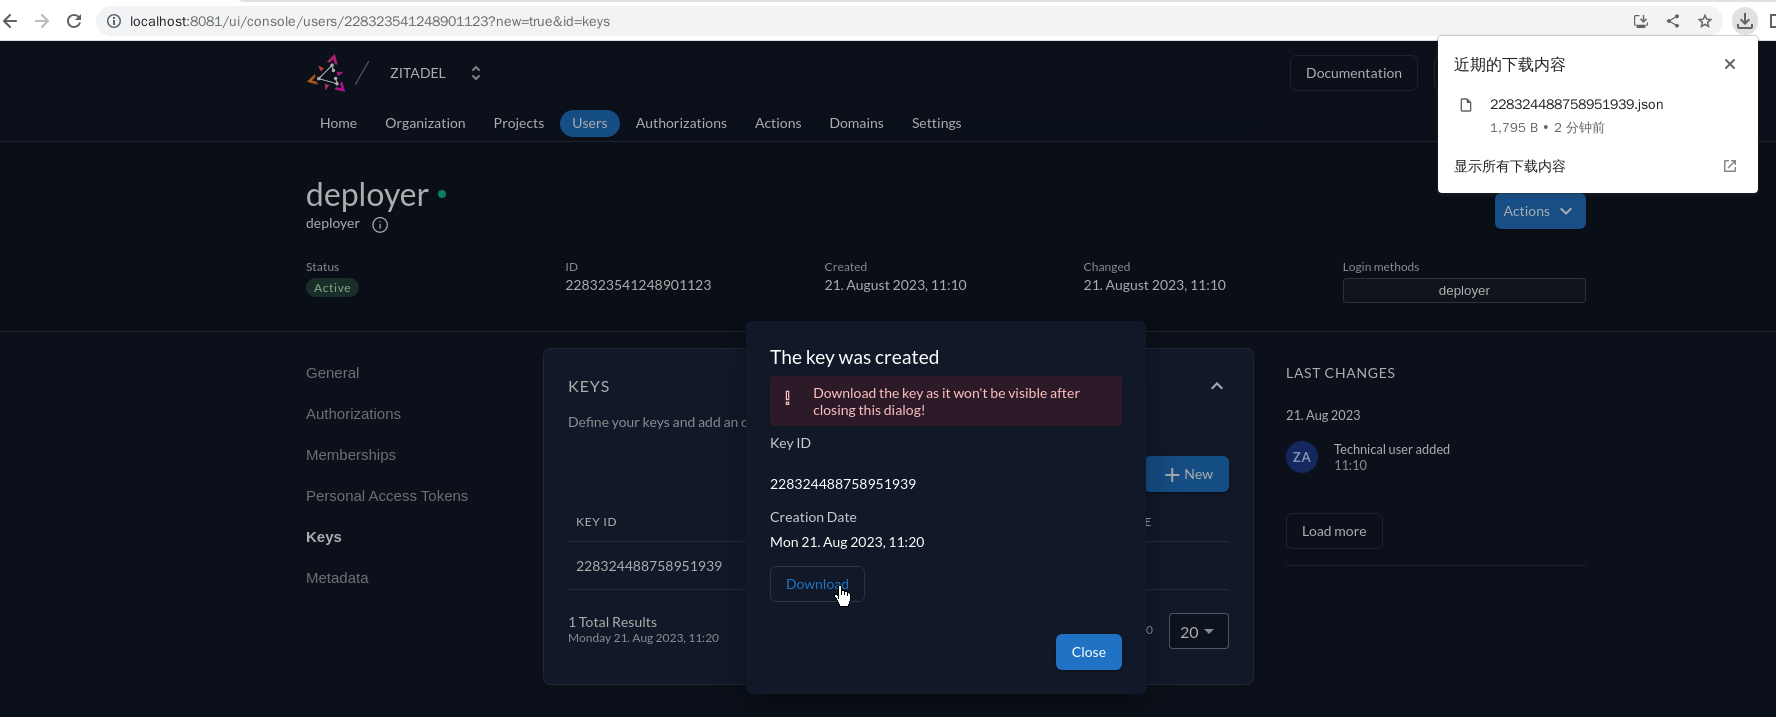 localhost:8081/ui/console/users/228323541248901123?new=true&id=keys
近期的下载内容
228324488758951939.json
1,795 B • 2 分钟前
显示所有下载内容
ZITADEL
Documentation
Home Organization Projects Users Authorizations Actions Domains Settings
deployer
deployer
Actions
Status ID Created Changed Login methods
Active 228323541248901123 21. August 2023, 11:10 21. August 2023, 11:10 deployer
General
Authorizations
Memberships
Personal Access Tokens
Keys
Metadata
KEYS
Define your keys and add an
New
KEY ID
228324488758951939
1 Total Results
Monday 21. Aug 2023, 11:20
20
The key was created
Download the key as it won't be visible after
closing this dialog!
Key ID
228324488758951939
Creation Date
Mon 21. Aug 2023, 11:20
Download
Close
LAST CHANGES
21. Aug 2023
ZA
Technical user added
11:10
Load more